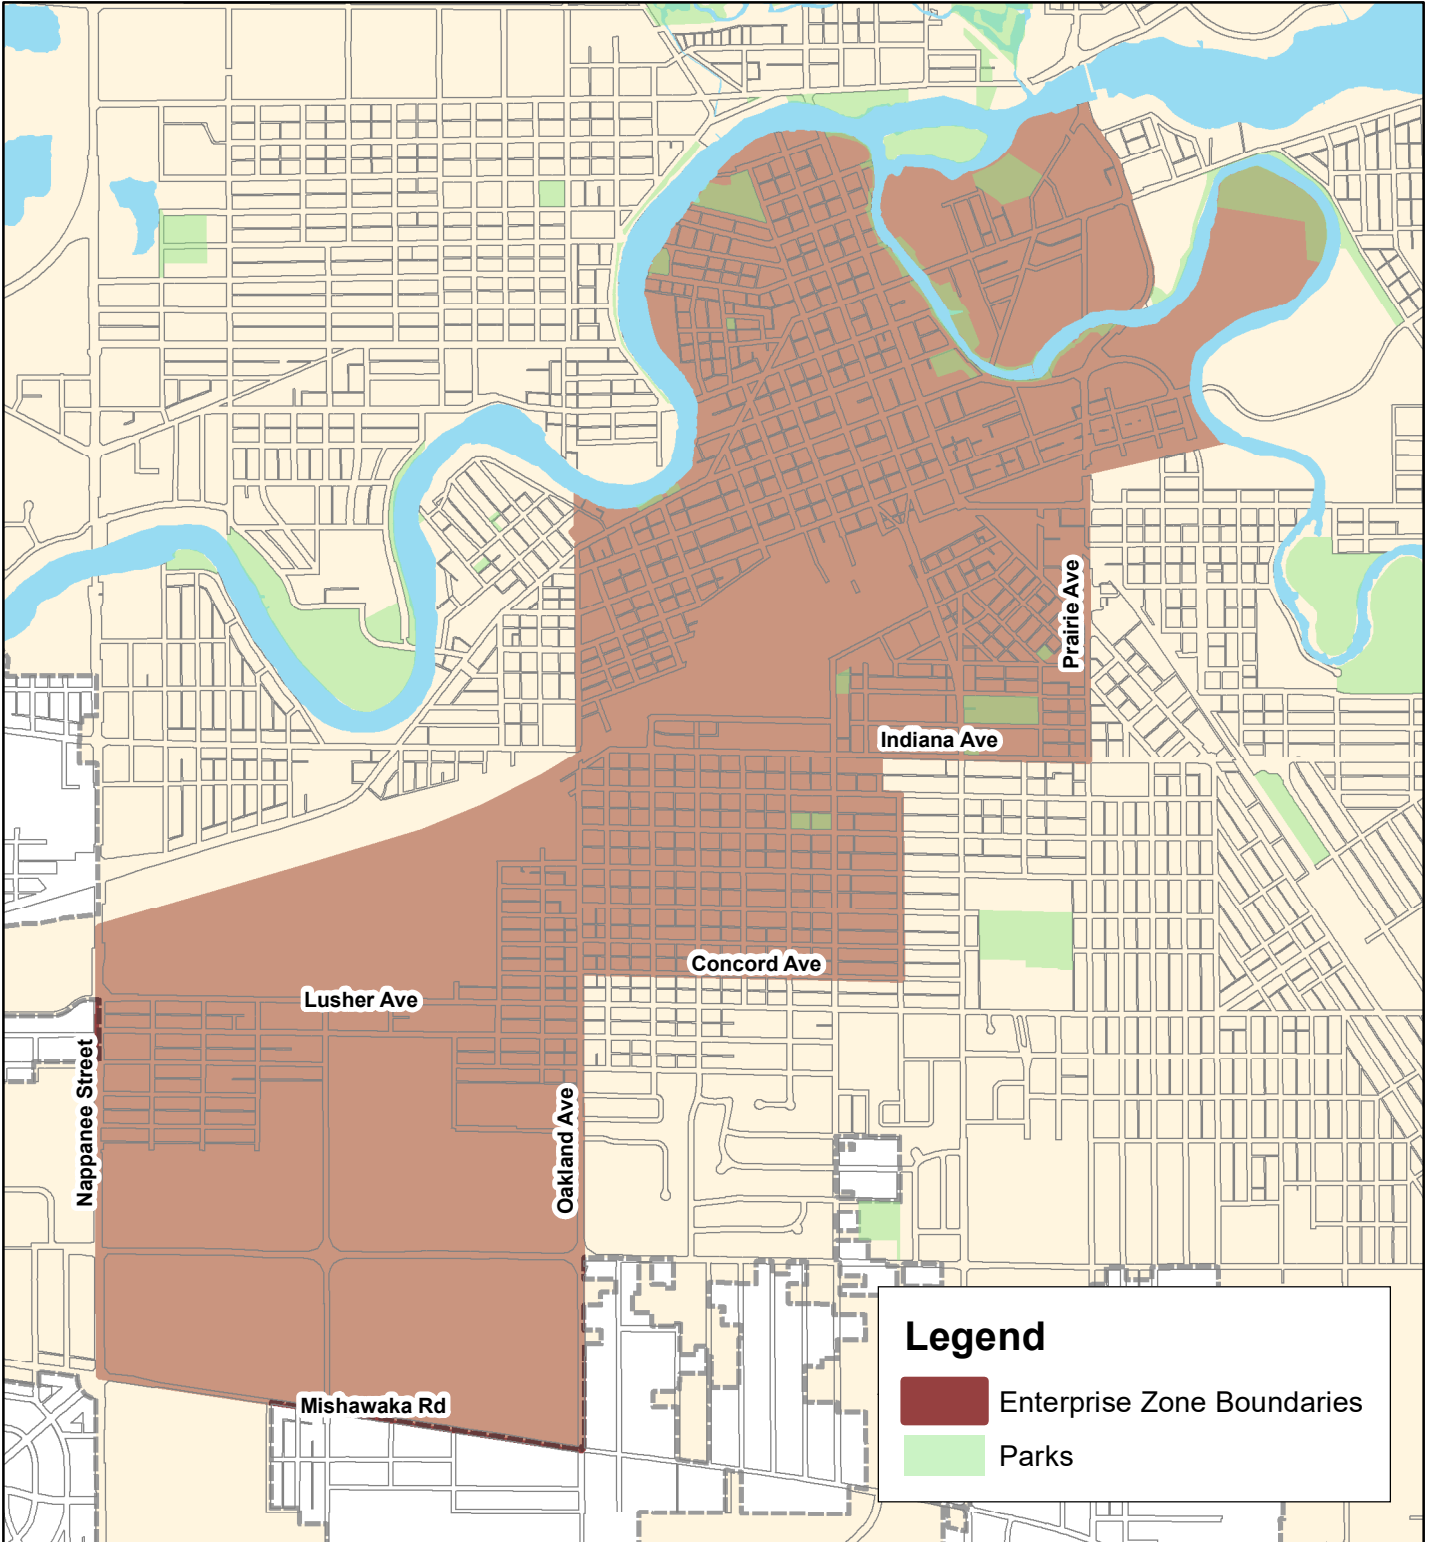 Prairie Ave
Indiana Ave
Concord Ave
Lusher Ave
Nappanee Street
Oakland Ave
Mishawaka Rd
Legend
Enterprise Zone Boundaries
Parks